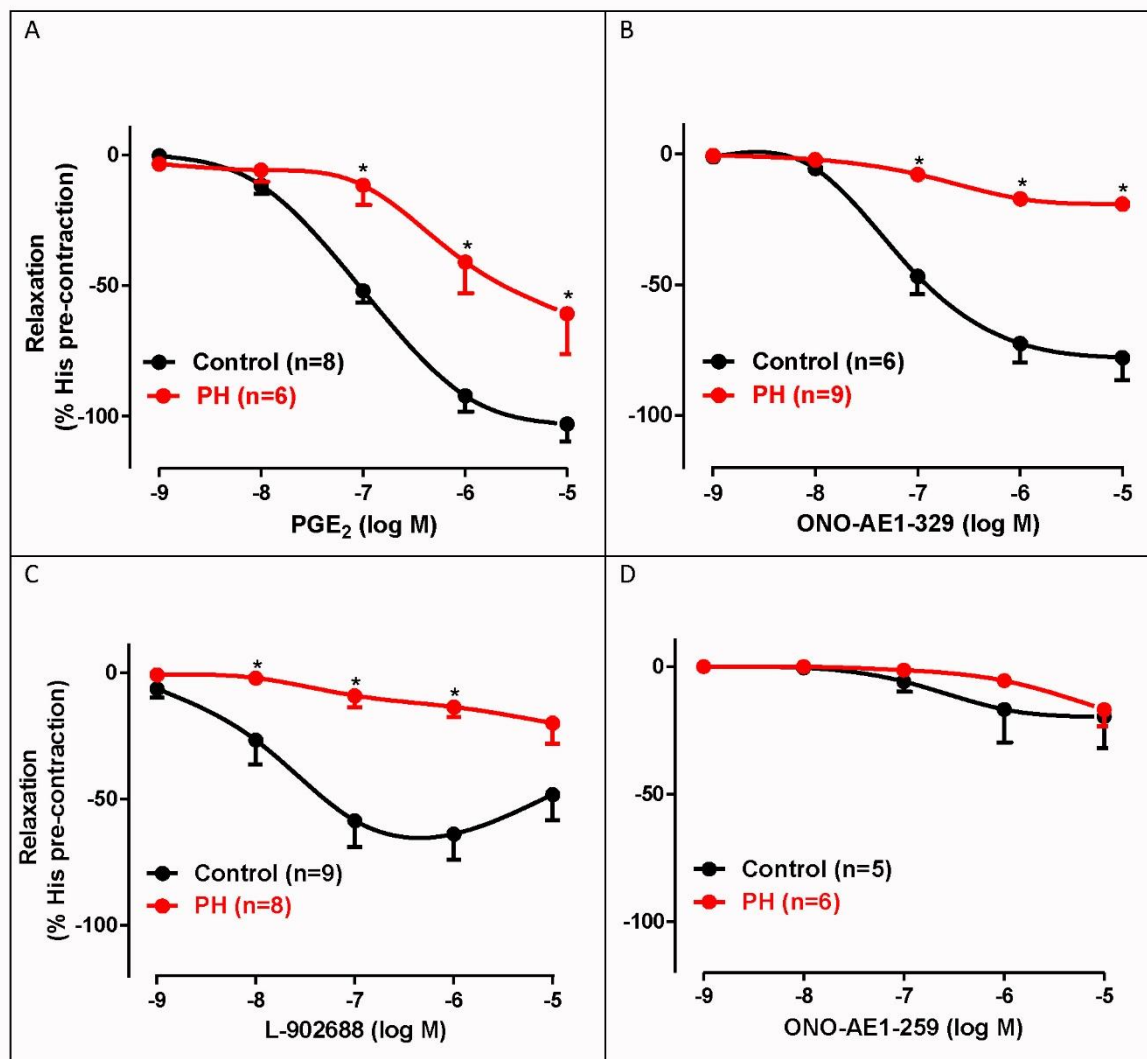 A
Relaxation
(% His pre-contraction)
0
-50
-100
*
*
*
Control (n=8)
PH (n=6)
-9 -8 -7 -6 -5
PGE₂ (log M)
B
0
-50
-100
*
*
*
Control (n=6)
PH (n=9)
-9 -8 -7 -6 -5
ONO-AE1-329 (log M)
C
Relaxation
(% His pre-contraction)
0
-50
-100
*
*
*
Control (n=9)
PH (n=8)
-9 -8 -7 -6 -5
L-902688 (log M)
D
0
-50
-100
Control (n=5)
PH (n=6)
-9 -8 -7 -6 -5
ONO-AE1-259 (log M)